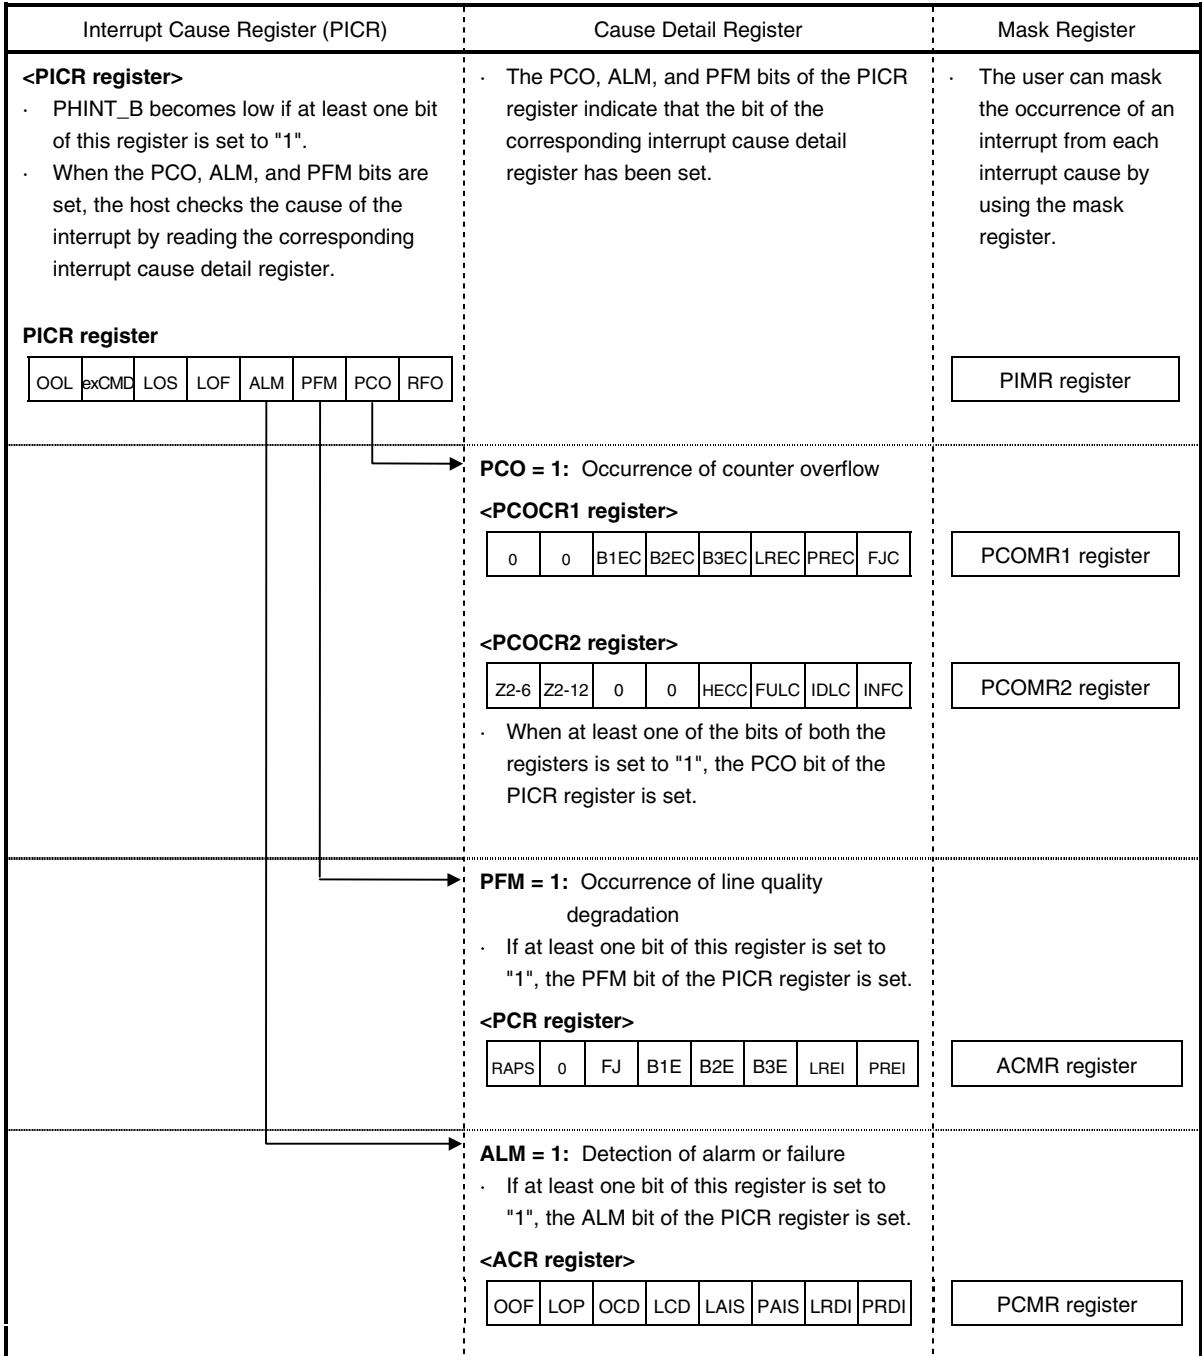 Interrupt Cause Register (PICR)
Cause Detail Register
Mask Register
<PICR register>
· PHINT_B becomes low if at least one bit
of this register is set to "1".
· When the PCO, ALM, and PFM bits are
set, the host checks the cause of the
interrupt by reading the corresponding
interrupt cause detail register.
· The PCO, ALM, and PFM bits of the PICR
register indicate that the bit of the
corresponding interrupt cause detail
register has been set.
· The user can mask
the occurrence of an
interrupt from each
interrupt cause by
using the mask
register.
PICR register
OOL exCMD LOS LOF ALM PFM PCO RFO
PIMR register
PCO = 1: Occurrence of counter overflow
<PCOCR1 register>
0 0 B1EC B2EC B3EC LREC PREC FJC
PCOMR1 register
<PCOCR2 register>
Z2-6 Z2-12 0 0 HECC FULC IDLC INFC
PCOMR2 register
· When at least one of the bits of both the
registers is set to "1", the PCO bit of the
PICR register is set.
PFM = 1: Occurrence of line quality
degradation
· If at least one bit of this register is set to
"1", the PFM bit of the PICR register is set.
<PCR register>
RAPS 0 FJ B1E B2E B3E LREI PREI
ACMR register
ALM = 1: Detection of alarm or failure
· If at least one bit of this register is set to
"1", the ALM bit of the PICR register is set.
<ACR register>
OOF LOP OCD LCD LAIS PAIS LRDI PRDI
PCMR register